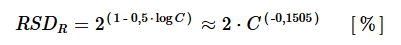 RSD_R = 2^(1 - 0,5·log C) ≈ 2 · C^(-0,1505) [ % ]